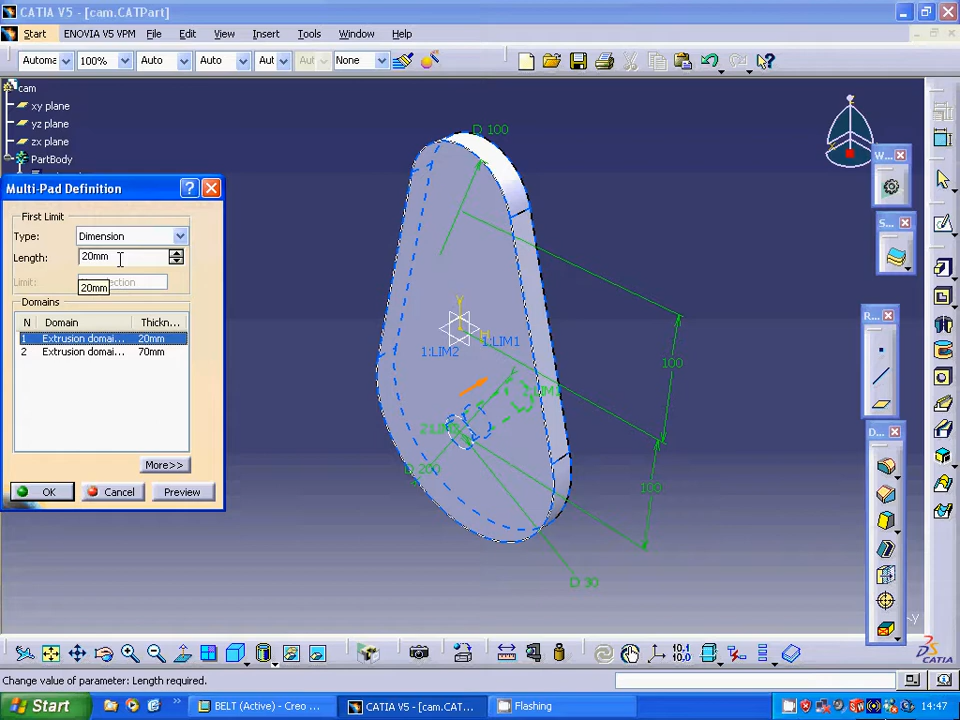 CATIA V5 - [cam.CATPart]
Start ENOVIA V5 VPM File Edit View Insert Tools Window Help
Automa 100% Auto Auto Aut Aut None
cam
xy plane
yz plane
zx plane
PartBody
W...
S...
R...
D...
Multi-Pad Definition
First Limit
Type: Dimension
Length: 20mm
Limit:
20mm
Domains
N Domain Thickn...
1 Extrusion domai... 20mm
2 Extrusion domai... 70mm
More>>
OK Cancel Preview
D 100
Y
H
1:LIM2
1:LIM1
100
D 200
100
D 30
CATIA
Change value of parameter: Length required.
Start BELT (Active) - Creo ... CATIA V5 - [cam.CAT... Flashing 14:47